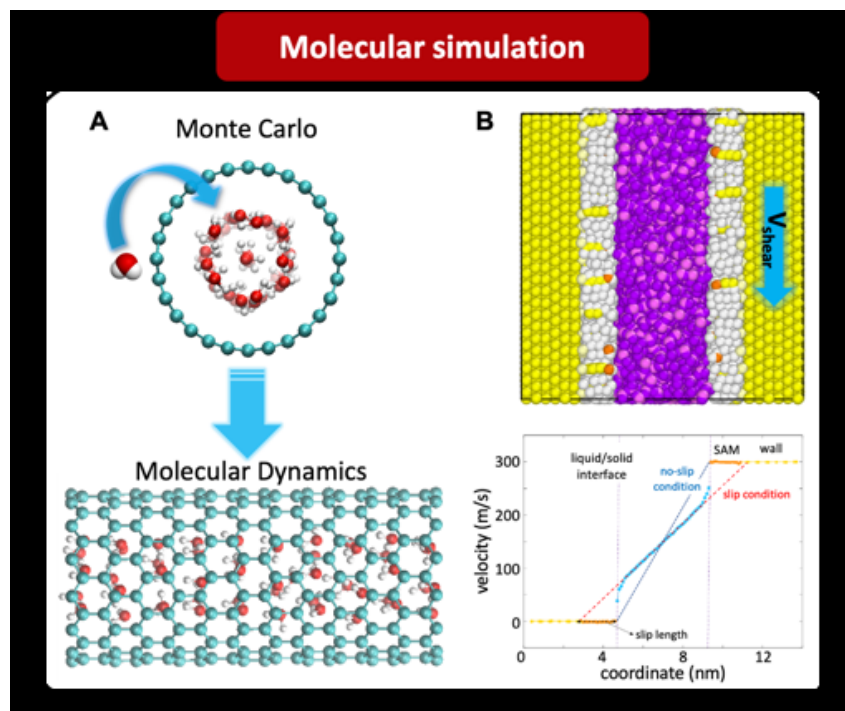 Molecular simulation
A
Monte Carlo
Molecular Dynamics
B
Vshear
SAM
wall
liquid/solid
interface
no-slip
condition
slip condition
300
200
100
0
velocity (m/s)
slip length
0
4
8
12
coordinate (nm)